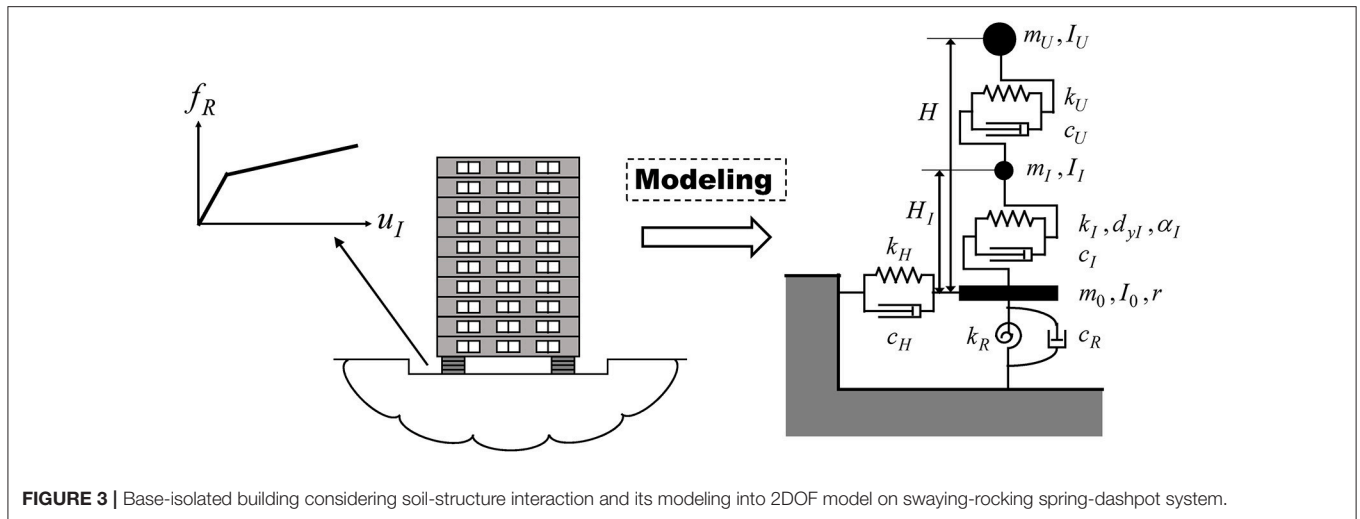 f_R
u_I
Modeling
m_U, I_U
k_U
c_U
H
m_I, I_I
H_I
k_I, d_{yI}, α_I
c_I
k_H
c_H
m_0, I_0, r
k_R
c_R
FIGURE 3 | Base-isolated building considering soil-structure interaction and its modeling into 2DOF model on swaying-rocking spring-dashpot system.